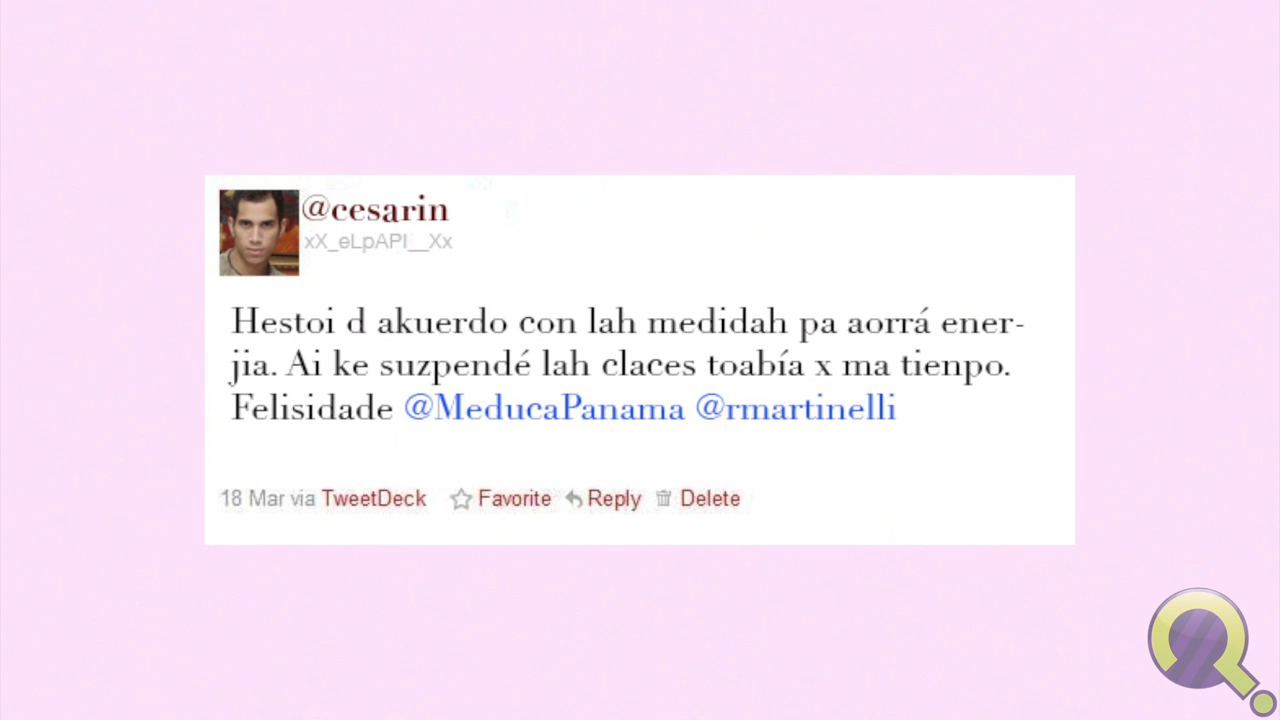 @cesarin
xX_eLpAPI__Xx
Hestoi d akuerdo con lah medidah pa aorrá ener-
jia. Ai ke suzpendé lah claces toabía x ma tienpo.
Felisidade @MeducaPanama @rmartinelli
18 Mar via TweetDeck Favorite Reply Delete